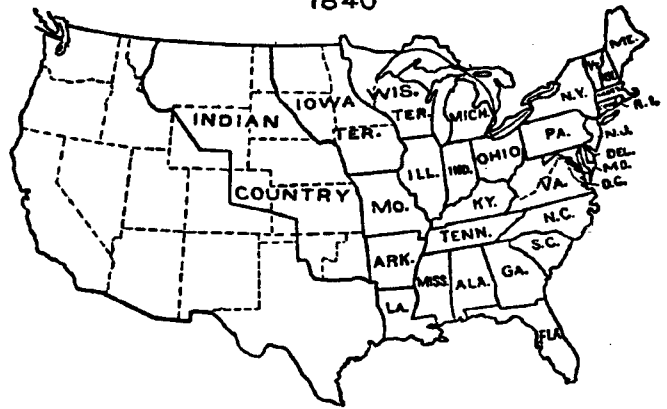 1840
ME.
VT.
N.H.
WIS.
N.Y.
IOWA
INDIAN
TER.
MICH.
R.I.
TER.
PA.
N.J.
OHIO
DEL.
ILL.
IND.
MD.
D.C.
COUNTRY
VA.
MO.
KY.
N.C.
TENN.
S.C.
ARK.
MISS.
ALA.
GA.
LA.
FLA.